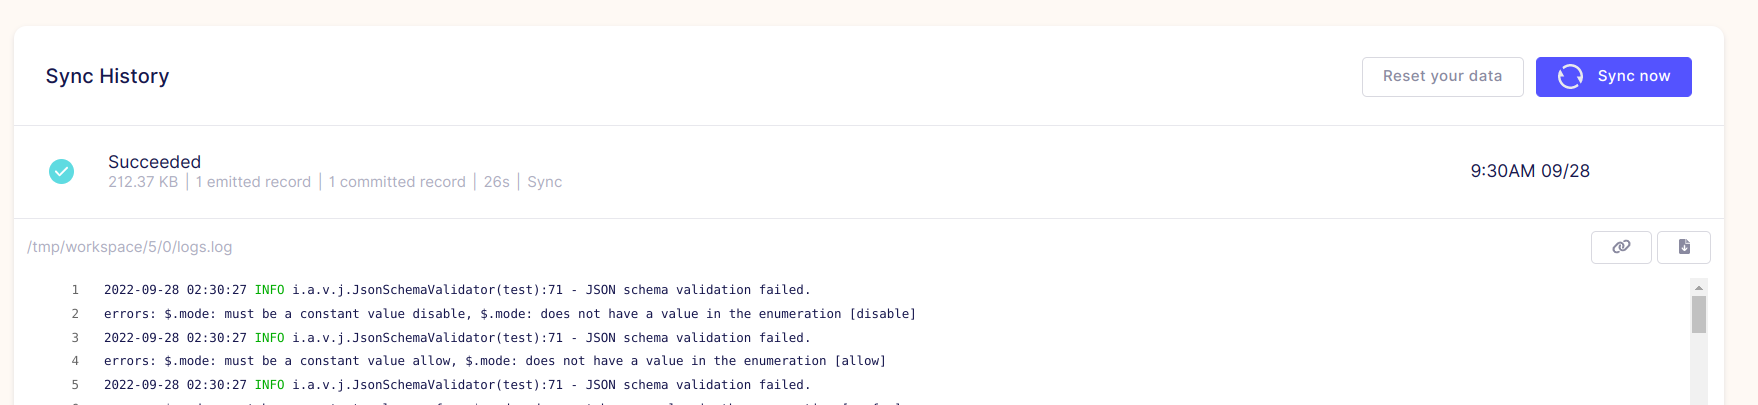 Sync History
Reset your data
Sync now
Succeeded
212.37 KB | 1 emitted record | 1 committed record | 26s | Sync
9:30AM 09/28
/tmp/workspace/5/0/logs.log
1 2022-09-28 02:30:27 INFO i.a.v.j.JsonSchemaValidator(test):71 - JSON schema validation failed.
2 errors: $.mode: must be a constant value disable, $.mode: does not have a value in the enumeration [disable]
3 2022-09-28 02:30:27 INFO i.a.v.j.JsonSchemaValidator(test):71 - JSON schema validation failed.
4 errors: $.mode: must be a constant value allow, $.mode: does not have a value in the enumeration [allow]
5 2022-09-28 02:30:27 INFO i.a.v.j.JsonSchemaValidator(test):71 - JSON schema validation failed.